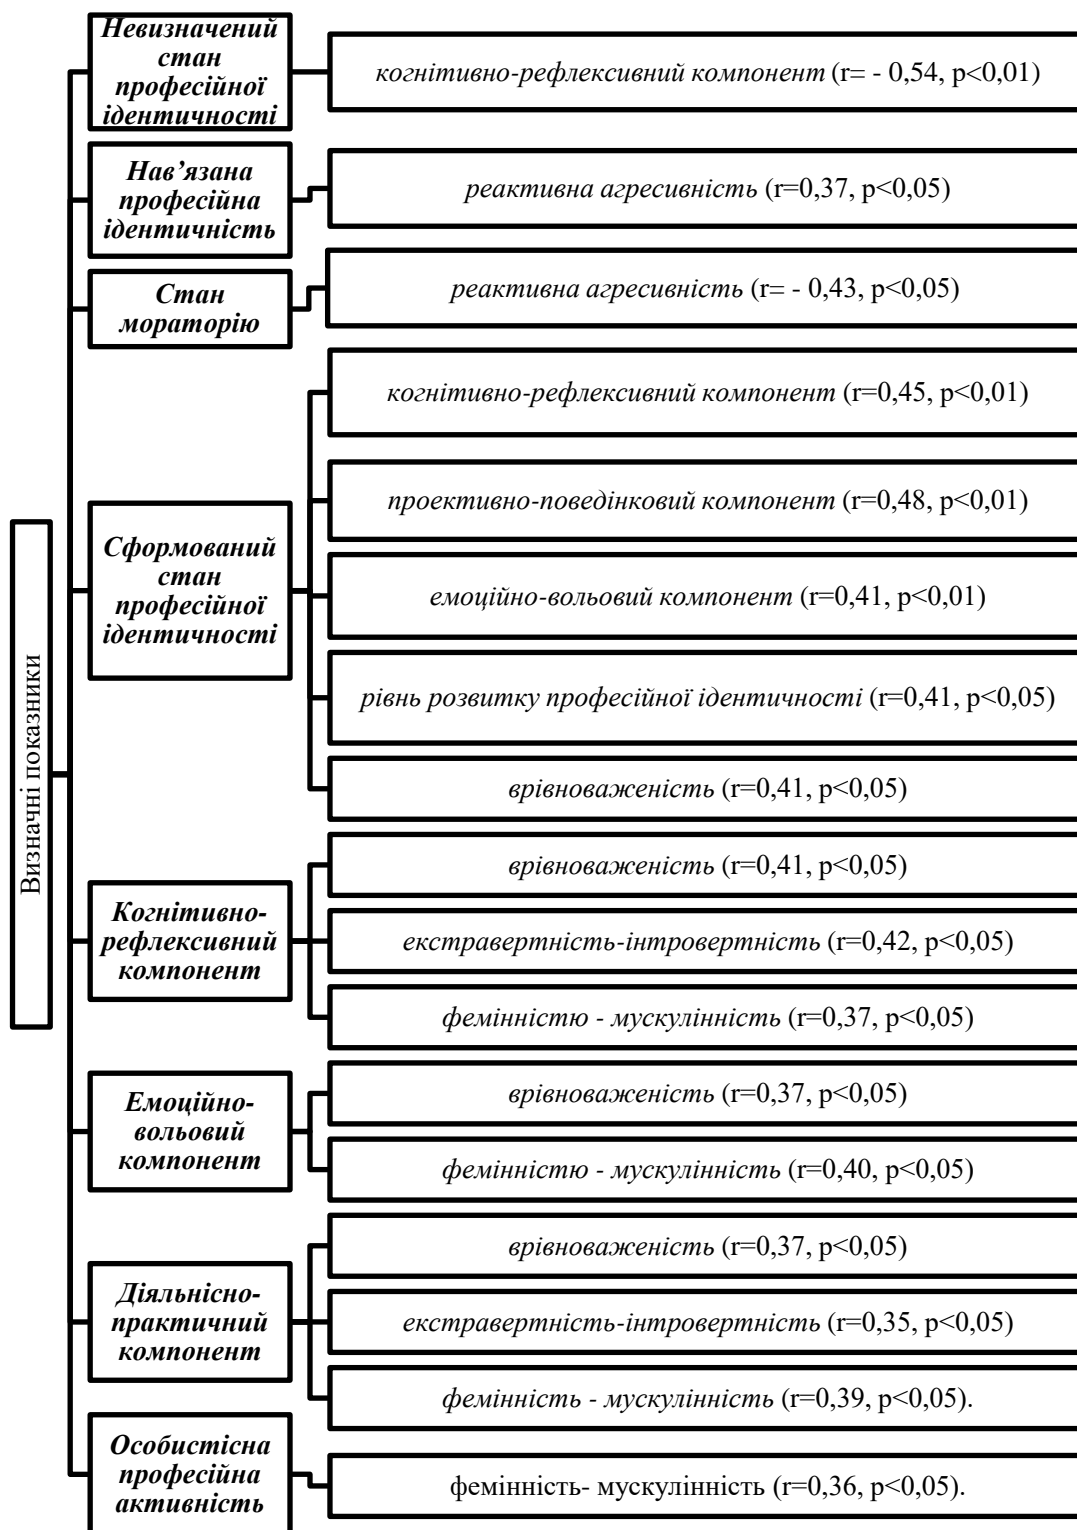 Визначні показники
Невизначений
стан
професійної
ідентичності
когнітивно-рефлексивний компонент (r= - 0,54, p<0,01)
Нав’язана
професійна
ідентичність
реактивна агресивність (r=0,37, p<0,05)
Стан
мораторію
реактивна агресивність (r= - 0,43, p<0,05)
Сформований
стан
професійної
ідентичності
когнітивно-рефлексивний компонент (r=0,45, p<0,01)
проективно-поведінковий компонент (r=0,48, p<0,01)
емоційно-вольовий компонент (r=0,41, p<0,01)
рівнь розвитку професійної ідентичності (r=0,41, p<0,05)
врівноваженість (r=0,41, p<0,05)
Когнітивно-
рефлексивний
компонент
врівноваженість (r=0,41, p<0,05)
екстравертність-інтровертність (r=0,42, p<0,05)
фемінністю - мускулінність (r=0,37, p<0,05)
Емоційно-
вольовий
компонент
врівноваженість (r=0,37, p<0,05)
фемінністю - мускулінність (r=0,40, p<0,05)
Діяльнісно-
практичний
компонент
врівноваженість (r=0,37, p<0,05)
екстравертність-інтровертність (r=0,35, p<0,05)
фемінність - мускулінність (r=0,39, p<0,05).
Особистісна
професійна
активність
фемінність- мускулінність (r=0,36, p<0,05).